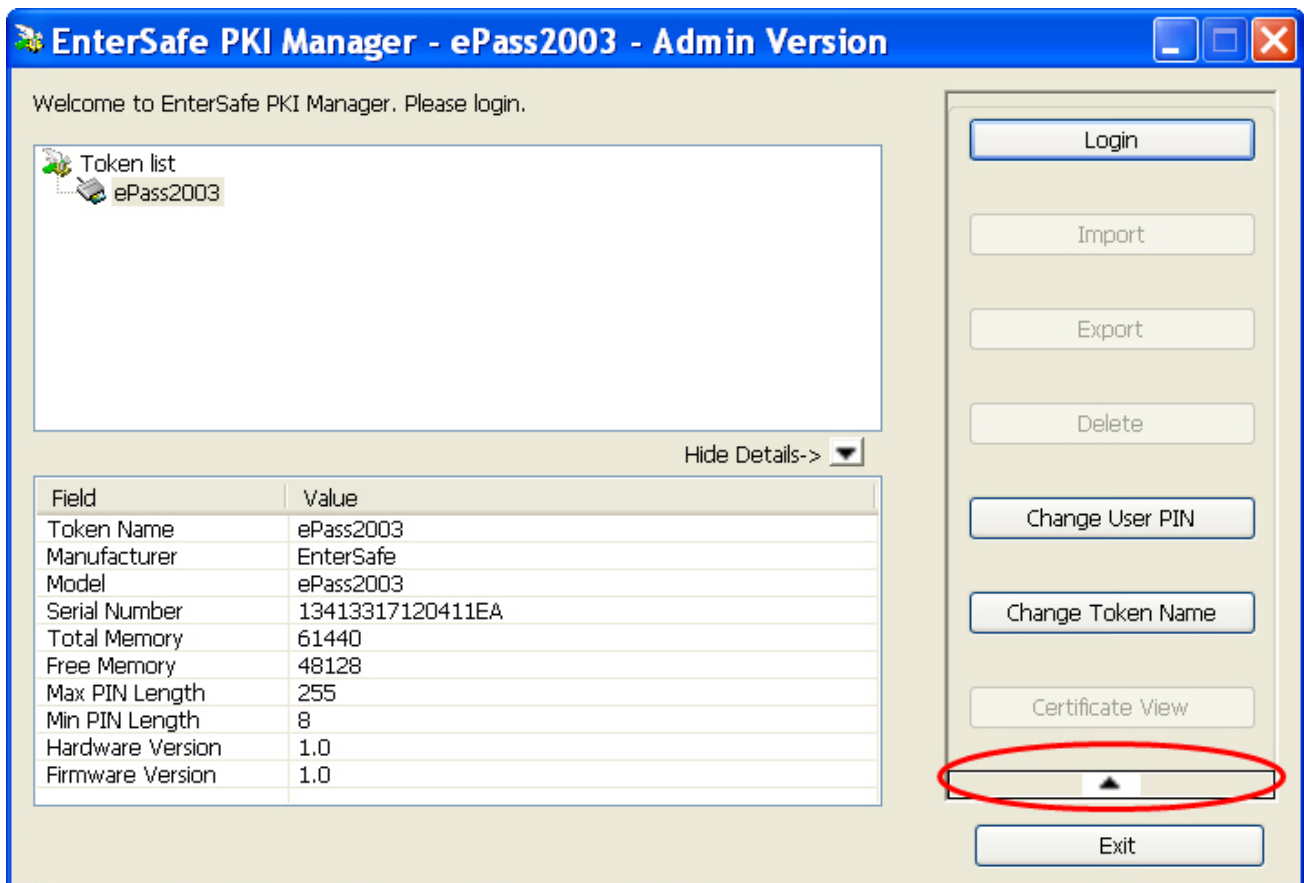 EnterSafe PKI Manager - ePass2003 - Admin Version
Welcome to EnterSafe PKI Manager. Please login.
Token list
ePass2003
Hide Details->
Field Value
Token Name ePass2003
Manufacturer EnterSafe
Model ePass2003
Serial Number 13413317120411EA
Total Memory 61440
Free Memory 48128
Max PIN Length 255
Min PIN Length 8
Hardware Version 1.0
Firmware Version 1.0
Login
Import
Export
Delete
Change User PIN
Change Token Name
Certificate View
Exit